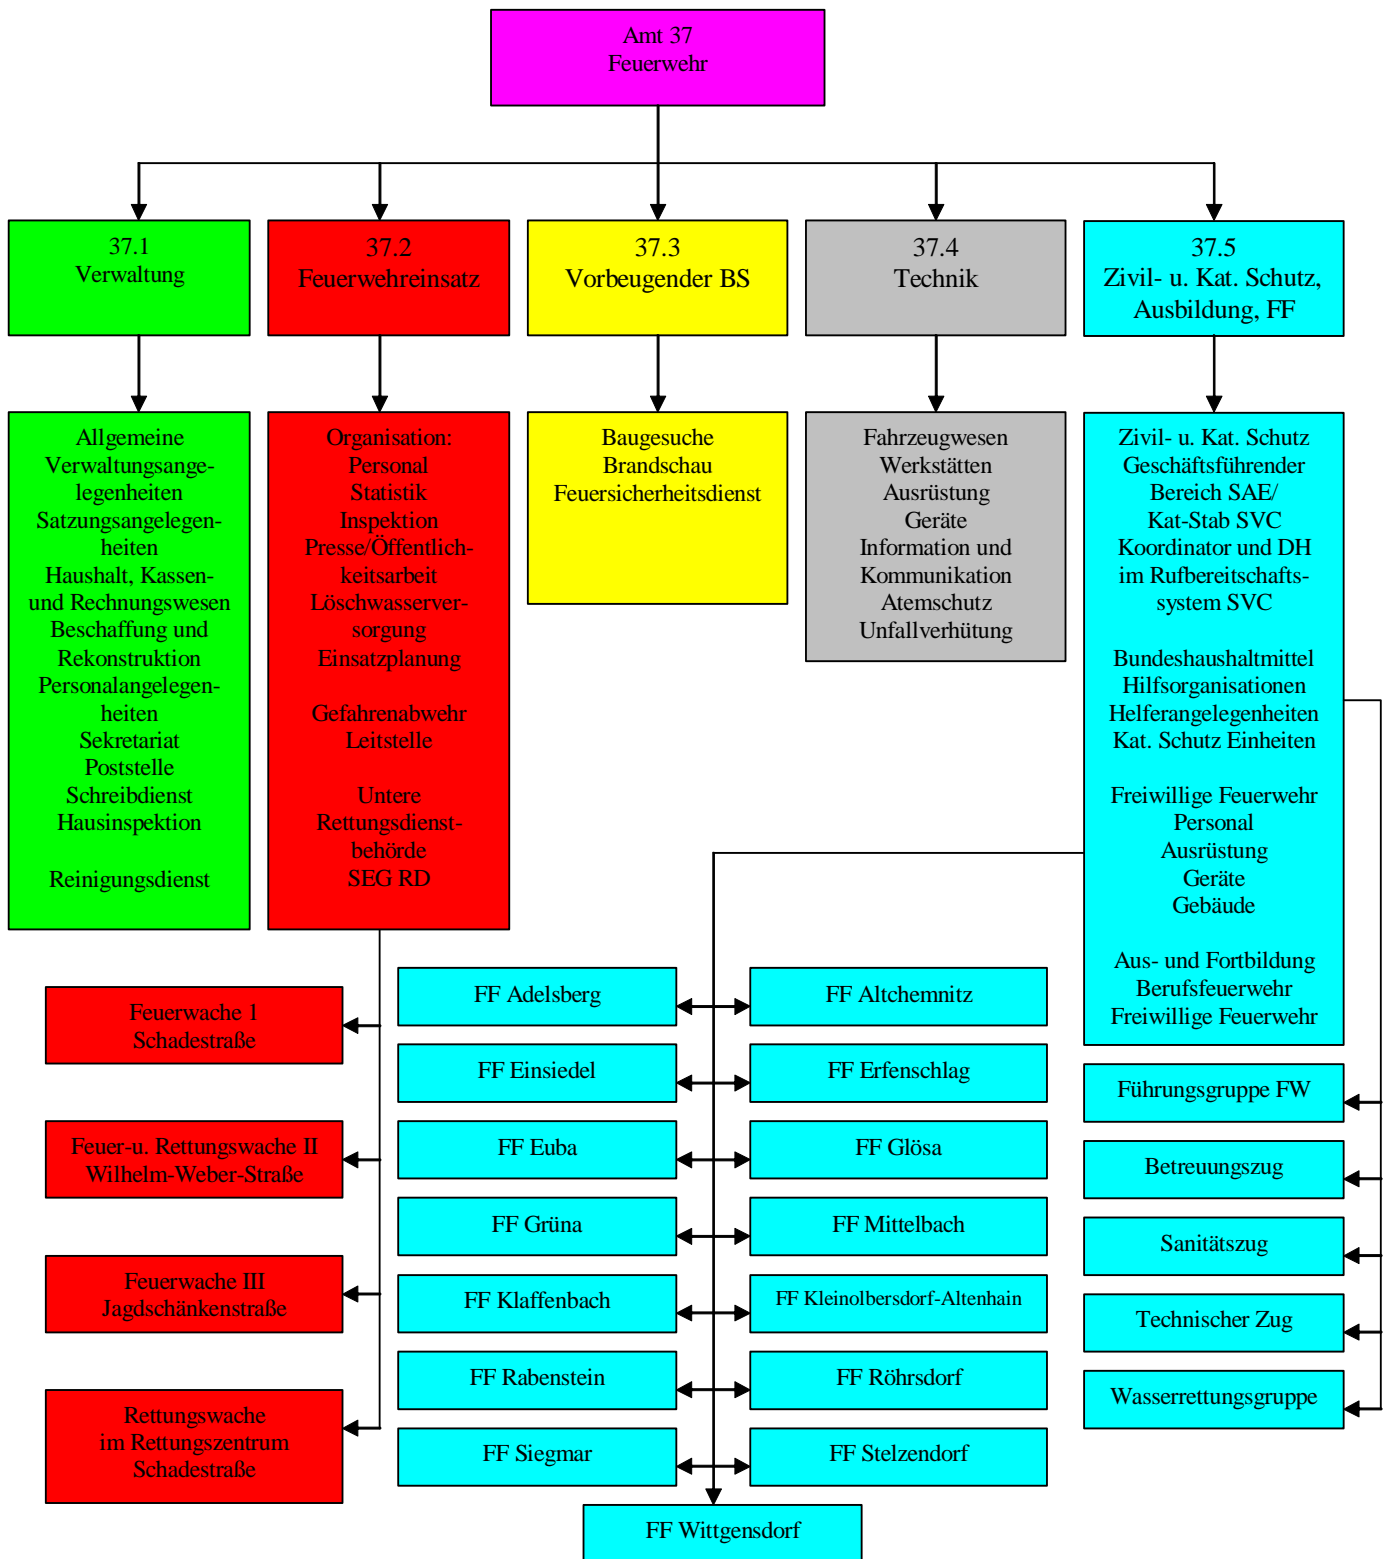 Amt 37
Feuerwehr
37.1
Verwaltung
37.2
Feuerwehreinsatz
37.3
Vorbeugender BS
37.4
Technik
37.5
Zivil- u. Kat. Schutz,
Ausbildung, FF
Allgemeine
Verwaltungsange-
legenheiten
Satzungsangelegen-
heiten
Haushalt, Kassen-
und Rechnungswesen
Beschaffung und
Rekonstruktion
Personalangelegen-
heiten
Sekretariat
Poststelle
Schreibdienst
Hausinspektion
Reinigungsdienst
Organisation:
Personal
Statistik
Inspektion
Presse/Öffentlich-
keitsarbeit
Löschwasserver-
sorgung
Einsatzplanung
Gefahrenabwehr
Leitstelle
Untere
Rettungsdienst-
behörde
SEG RD
Baugesuche
Brandschau
Feuersicherheitsdienst
Fahrzeugwesen
Werkstätten
Ausrüstung
Geräte
Information und
Kommunikation
Atemschutz
Unfallverhütung
Zivil- u. Kat. Schutz
Geschäftsführender
Bereich SAE/
Kat-Stab SVC
Koordinator und DH
im Rufbereitschafts-
system SVC
Bundeshaushaltmittel
Hilfsorganisationen
Helferangelegenheiten
Kat. Schutz Einheiten
Freiwillige Feuerwehr
Personal
Ausrüstung
Geräte
Gebäude
Aus- und Fortbildung
Berufsfeuerwehr
Freiwillige Feuerwehr
Feuerwache 1
Schadestraße
Feuer-u. Rettungswache II
Wilhelm-Weber-Straße
Feuerwache III
Jagdschänkenstraße
Rettungswache
im Rettungszentrum
Schadestraße
FF Adelsberg
FF Altchemnitz
FF Einsiedel
FF Erfenschlag
FF Euba
FF Glösa
FF Grüna
FF Mittelbach
FF Klaffenbach
FF Kleinolbersdorf-Altenhain
FF Rabenstein
FF Röhrsdorf
FF Siegmar
FF Stelzendorf
FF Wittgensdorf
Führungsgruppe FW
Betreuungszug
Sanitätszug
Technischer Zug
Wasserrettungsgruppe